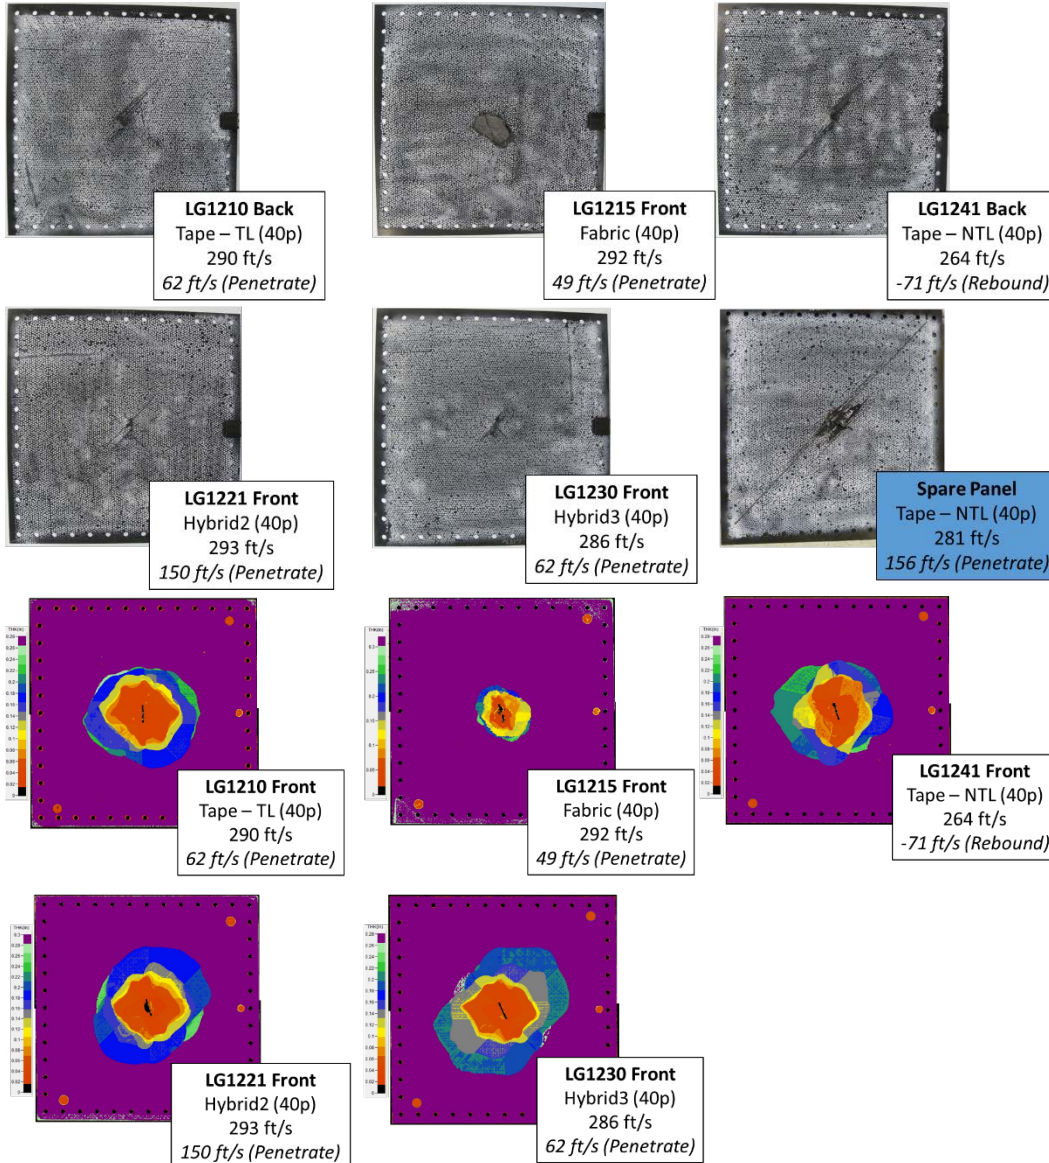 LG1210 Back
Tape – TL (40p)
290 ft/s
62 ft/s (Penetrate)
LG1215 Front
Fabric (40p)
292 ft/s
49 ft/s (Penetrate)
LG1241 Back
Tape – NTL (40p)
264 ft/s
-71 ft/s (Rebound)
LG1221 Front
Hybrid2 (40p)
293 ft/s
150 ft/s (Penetrate)
LG1230 Front
Hybrid3 (40p)
286 ft/s
62 ft/s (Penetrate)
Spare Panel
Tape – NTL (40p)
281 ft/s
156 ft/s (Penetrate)
LG1210 Front
Tape – TL (40p)
290 ft/s
62 ft/s (Penetrate)
LG1215 Front
Fabric (40p)
292 ft/s
49 ft/s (Penetrate)
LG1241 Front
Tape – NTL (40p)
264 ft/s
-71 ft/s (Rebound)
LG1221 Front
Hybrid2 (40p)
293 ft/s
150 ft/s (Penetrate)
LG1230 Front
Hybrid3 (40p)
286 ft/s
62 ft/s (Penetrate)